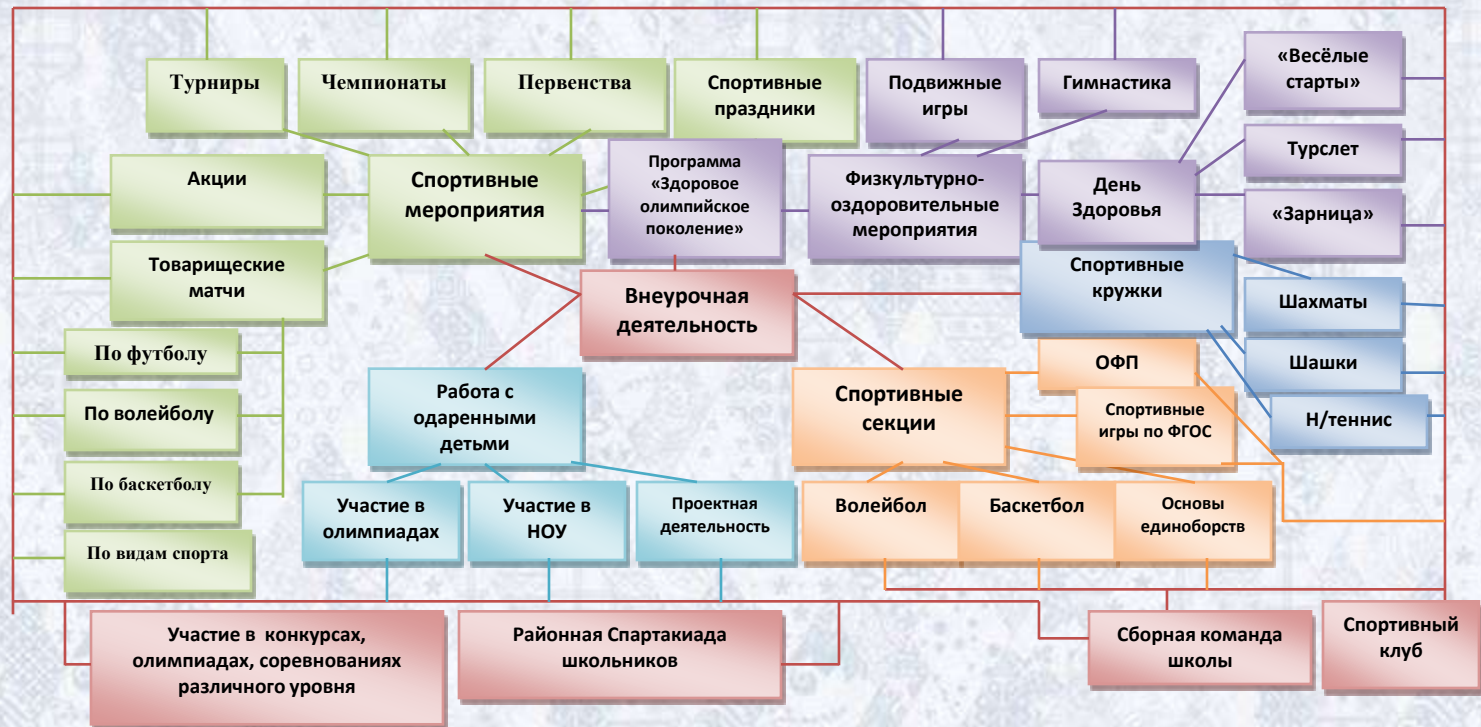 Турниры
Чемпионаты
Первенства
Спортивные
праздники
Подвижные
игры
Гимнастика
«Весёлые
старты»
Турслет
«Зарница»
Акции
Спортивные
мероприятия
Программа
«Здоровое
олимпийское
поколение»
Физкультурно-
оздоровительные
мероприятия
День
Здоровья
Товарищеские
матчи
Внеурочная
деятельность
Спортивные
кружки
Шахматы
Шашки
Н/теннис
По футболу
По волейболу
По баскетболу
По видам спорта
Работа с
одаренными
детьми
Спортивные
секции
ОФП
Спортивные
игры по ФГОС
Участие в
олимпиадах
Участие в
НОУ
Проектная
деятельность
Волейбол
Баскетбол
Основы
единоборств
Участие в конкурсах,
олимпиадах, соревнованиях
различного уровня
Районная Спартакиада
школьников
Сборная команда
школы
Спортивный
клуб